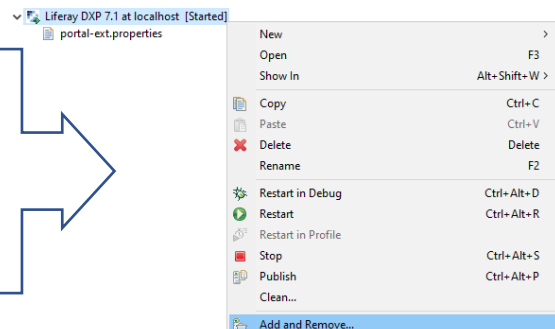 Liferay DXP 7.1 at localhost [Started]
portal-ext.properties
New >
Open F3
Show In Alt+Shift+W >
Copy Ctrl+C
Paste Ctrl+V
Delete Delete
Rename F2
Restart in Debug Ctrl+Alt+D
Restart Ctrl+Alt+R
Restart in Profile
Stop Ctrl+Alt+S
Publish Ctrl+Alt+P
Clean...
Add and Remove...